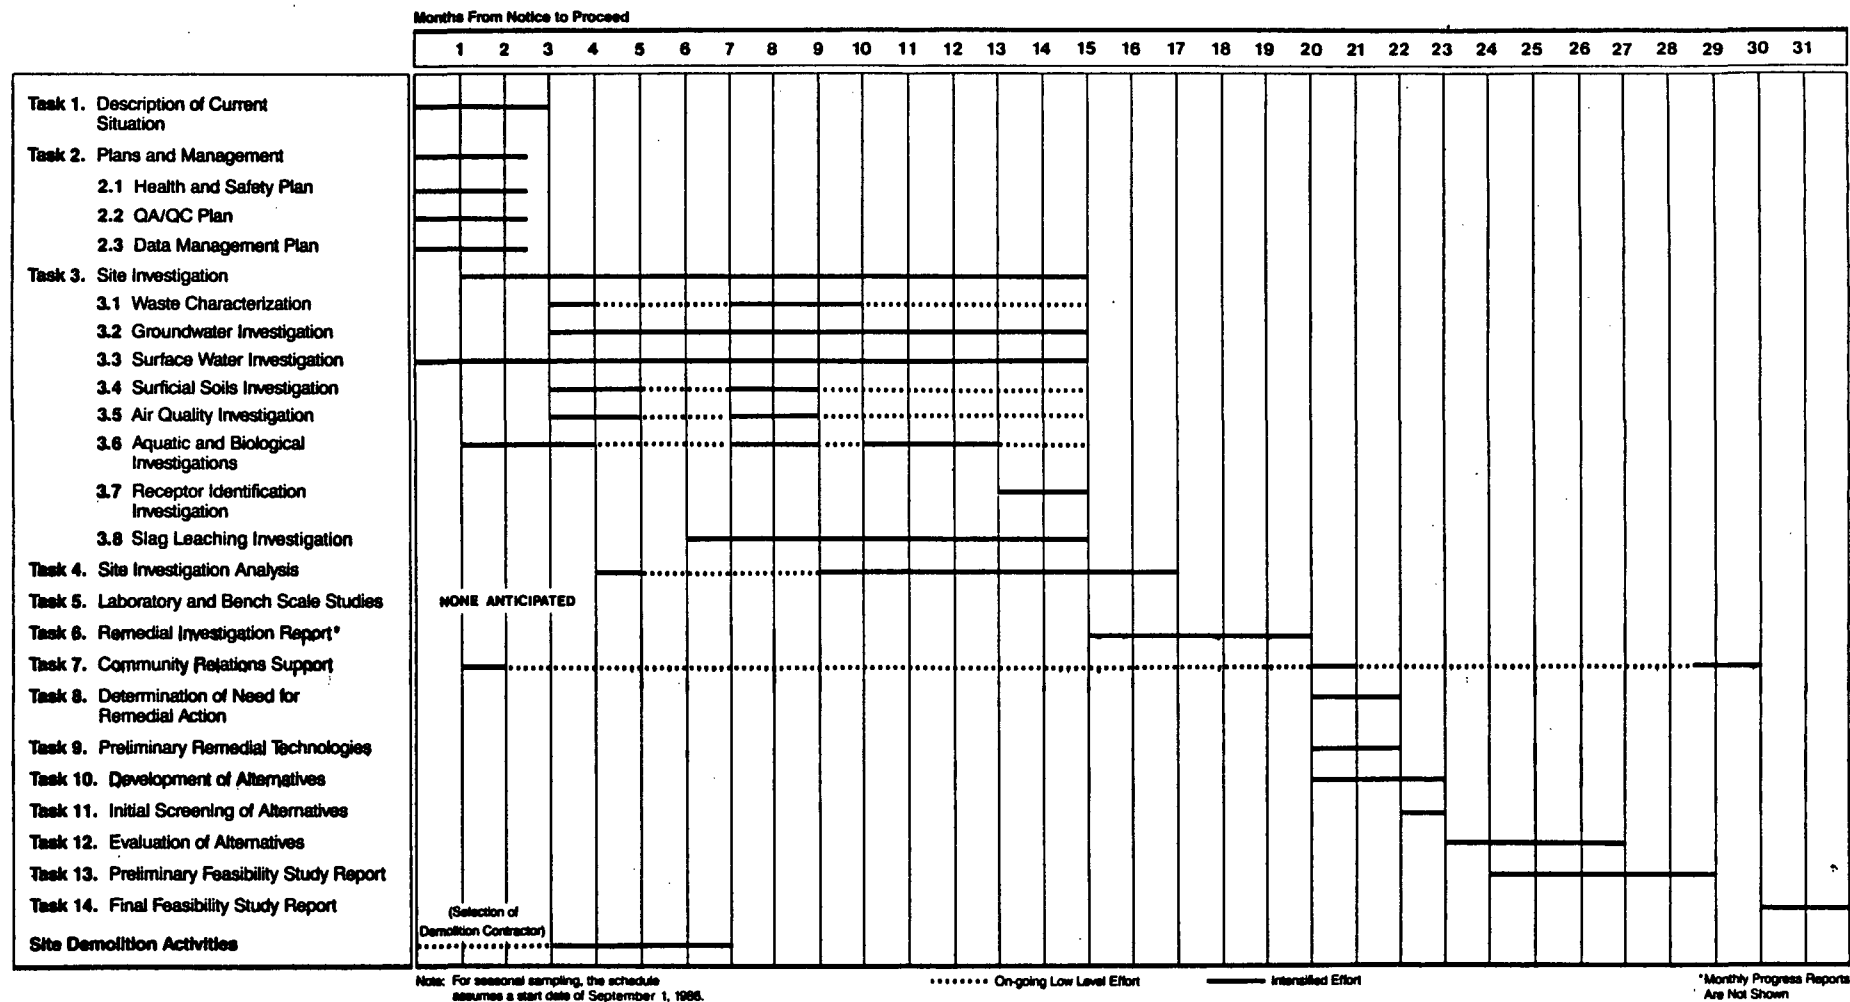 Months From Notice to Proceed
1 2 3 4 5 6 7 8 9 10 11 12 13 14 15 16 17 18 19 20 21 22 23 24 25 26 27 28 29 30 31
Task 1. Description of Current
Situation
Task 2. Plans and Management
2.1 Health and Safety Plan
2.2 QA/QC Plan
2.3 Data Management Plan
Task 3. Site Investigation
3.1 Waste Characterization
3.2 Groundwater Investigation
3.3 Surface Water Investigation
3.4 Surficial Soils Investigation
3.5 Air Quality Investigation
3.6 Aquatic and Biological
Investigations
3.7 Receptor Identification
Investigation
3.8 Slag Leaching Investigation
Task 4. Site Investigation Analysis
Task 5. Laboratory and Bench Scale Studies
NONE ANTICIPATED
Task 6. Remedial Investigation Report*
Task 7. Community Relations Support
Task 8. Determination of Need for
Remedial Action
Task 9. Preliminary Remedial Technologies
Task 10. Development of Alternatives
Task 11. Initial Screening of Alternatives
Task 12. Evaluation of Alternatives
Task 13. Preliminary Feasibility Study Report
Task 14. Final Feasibility Study Report
(Selection of
Demolition Contractor)
Site Demolition Activities
Note: For seasonal sampling, the schedule
assumes a start date of September 1, 1986.
On-going Low Level Effort
Intensified Effort
*Monthly Progress Reports
Are Not Shown